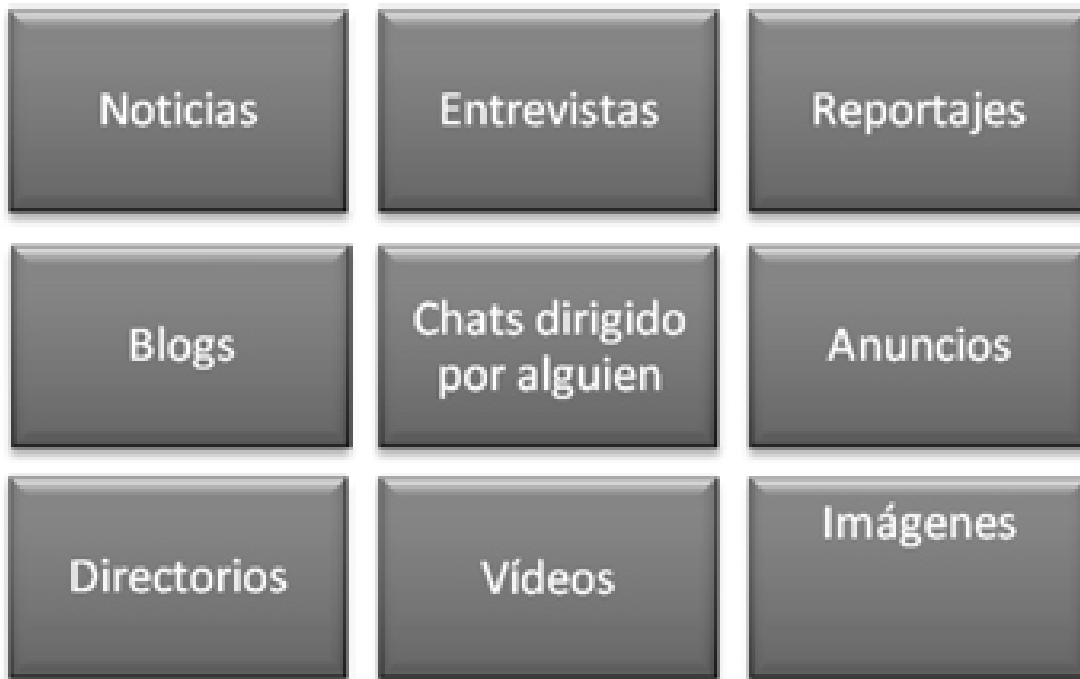 Noticias
Entrevistas
Reportajes
Blogs
Chats dirigido
por alguien
Anuncios
Directorios
Vídeos
Imágenes